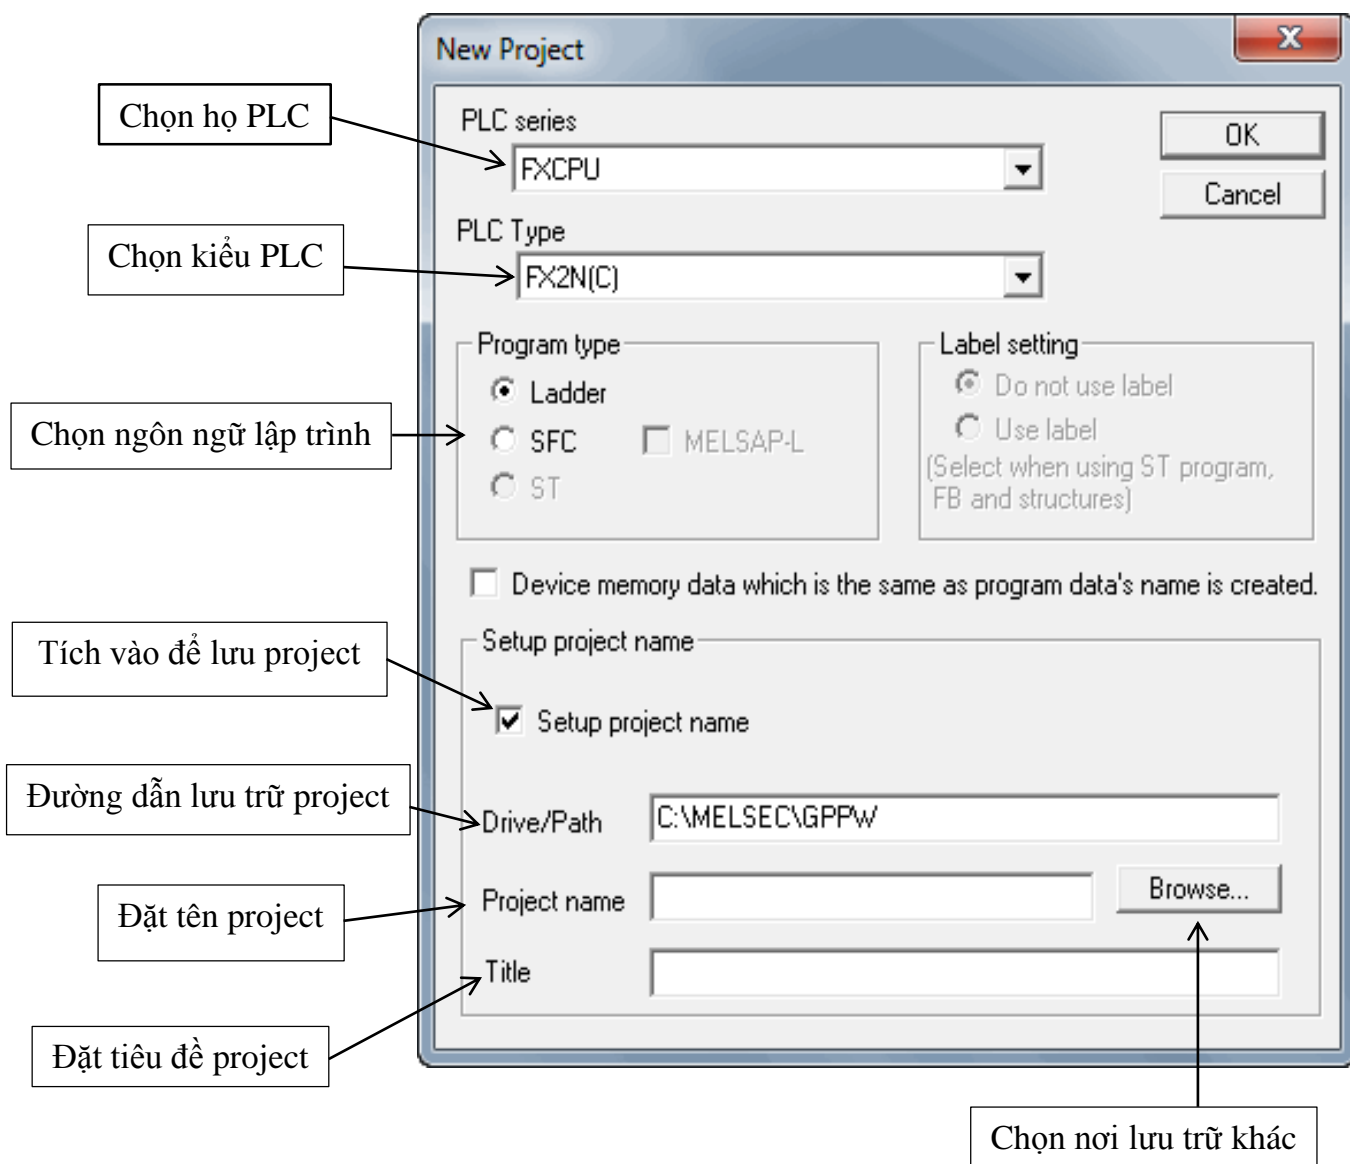 New Project
Chọn họ PLC
PLC series
OK
FXCPU
Cancel
Chọn kiểu PLC
PLC Type
FX2N(C)
Program type
Label setting
Ladder
Do not use label
Chọn ngôn ngữ lập trình
SFC
MELSAP-L
Use label
ST
(Select when using ST program,
FB and structures)
Device memory data which is the same as program data's name is created.
Tích vào để lưu project
Setup project name
Setup project name
Đường dẫn lưu trữ project
Drive/Path
C:\MELSEC\GPPW
Đặt tên project
Project name
Browse...
Title
Đặt tiêu đề project
Chọn nơi lưu trữ khác